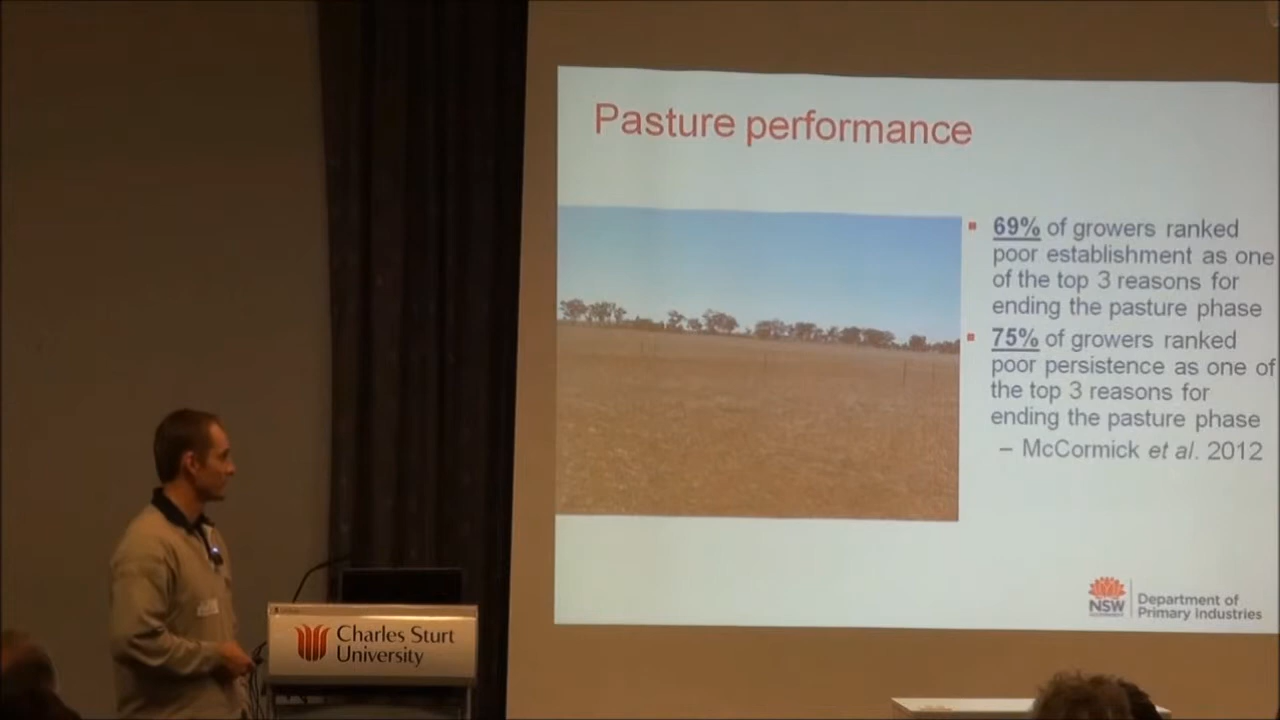 Pasture performance
69% of growers ranked
poor establishment as one
of the top 3 reasons for
ending the pasture phase
75% of growers ranked
poor persistence as one of
the top 3 reasons for
ending the pasture phase
– McCormick et al. 2012
NSW
Department of
Primary Industries
Charles Sturt
University